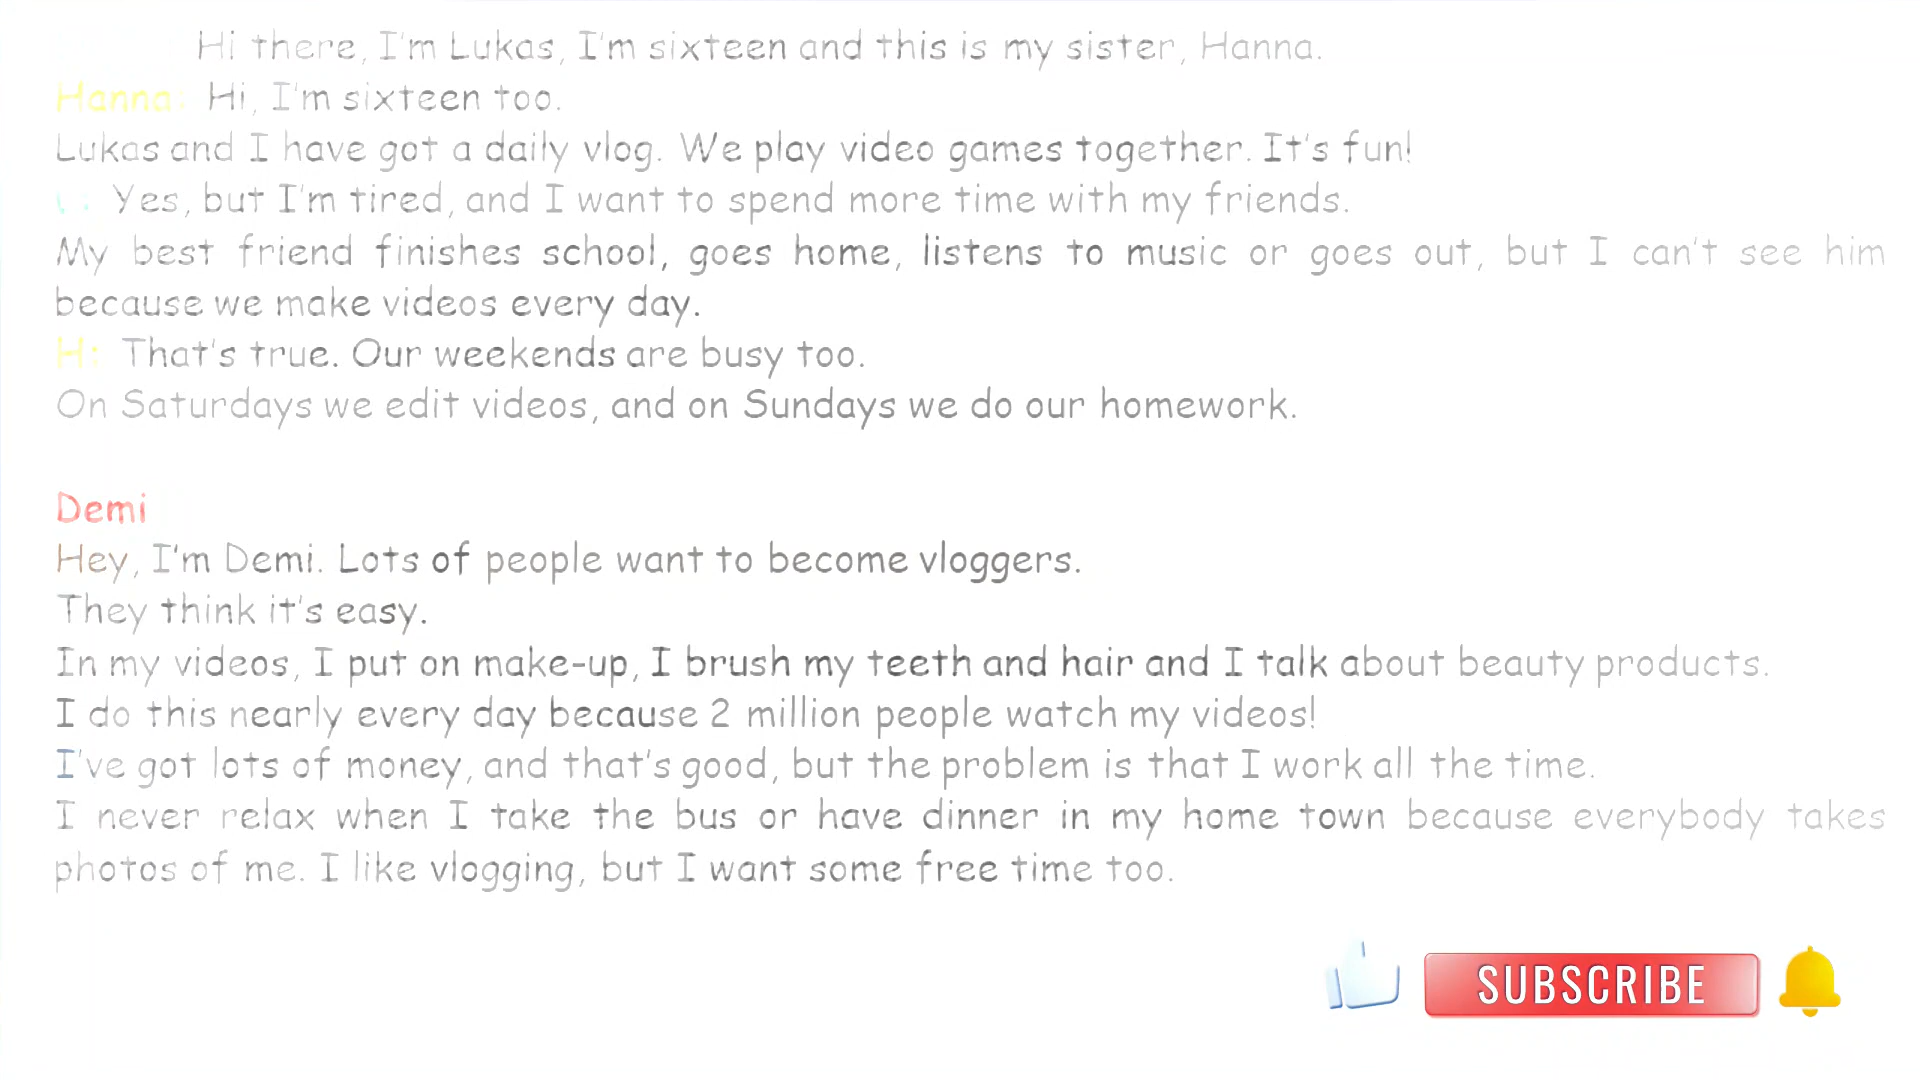 Hi there, I'm Lukas, I'm sixteen and this is my sister, Hanna.
Hanna: Hi, I'm sixteen too.
Lukas and I have got a daily vlog. We play video games together. It's fun!
L: Yes, but I'm tired, and I want to spend more time with my friends.
My best friend finishes school, goes home, listens to music or goes out, but I can't see him
because we make videos every day.
H: That's true. Our weekends are busy too.
On Saturdays we edit videos, and on Sundays we do our homework.
Demi
Hey, I'm Demi. Lots of people want to become vloggers.
They think it's easy.
In my videos, I put on make-up, I brush my teeth and hair and I talk about beauty products.
I do this nearly every day because 2 million people watch my videos!
I've got lots of money, and that's good, but the problem is that I work all the time.
I never relax when I take the bus or have dinner in my home town because everybody takes
photos of me. I like vlogging, but I want some free time too.
SUBSCRIBE